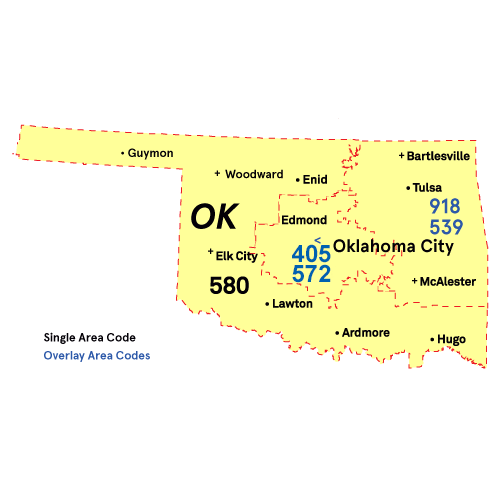 Guymon
Bartlesville
Woodward
Enid
Tulsa
918
539
OK
Edmond
Oklahoma City
405
572
Elk City
580
McAlester
Lawton
Ardmore
Hugo
Single Area Code
Overlay Area Codes